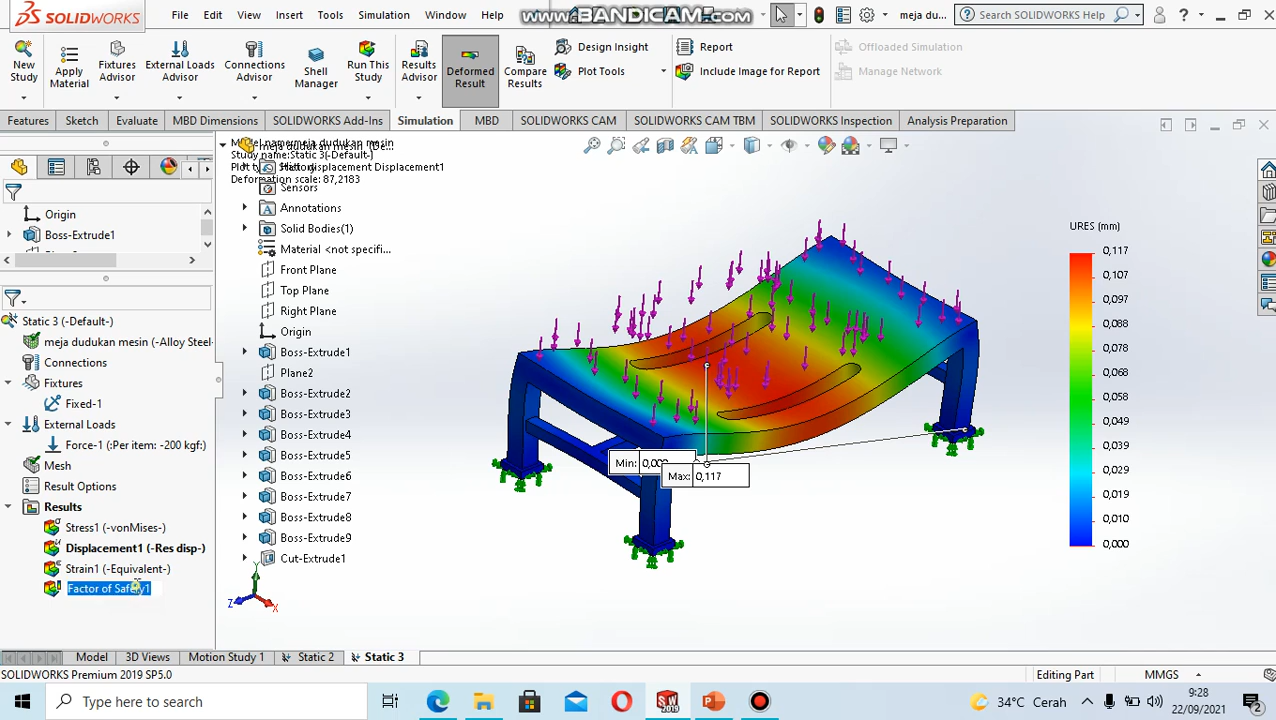 SOLIDWORKS File Edit View Insert Tools Simulation Window Help www.BANDICAM.com meja du... Search SOLIDWORKS Help ?
New Study
Apply Material
Fixtures Advisor
External Loads Advisor
Connections Advisor
Shell Manager
Run This Study
Results Advisor
Deformed Result
Compare Results
Design Insight
Plot Tools
Report
Include Image for Report
Offloaded Simulation
Manage Network
Features Sketch Evaluate MBD Dimensions SOLIDWORKS Add-Ins Simulation MBD SOLIDWORKS CAM SOLIDWORKS CAM TBM SOLIDWORKS Inspection Analysis Preparation
Origin
Boss-Extrude1
Static 3 (-Default-)
meja dudukan mesin (-Alloy Steel-
Connections
Fixtures
Fixed-1
External Loads
Force-1 (:Per item: -200 kgf:)
Mesh
Result Options
Results
Stress1 (-vonMises-)
Displacement1 (-Res disp-)
Strain1 (-Equivalent-)
Factor of Safety1
meja dudukan mesin
Study name:Static 3(-Default-)
displacement Displacement1
Deformation scale: 87,2183
Sensors
Annotations
Solid Bodies(1)
Material <not specifi...
Front Plane
Top Plane
Right Plane
Origin
Boss-Extrude1
Plane2
Boss-Extrude2
Boss-Extrude3
Boss-Extrude4
Boss-Extrude5
Boss-Extrude6
Boss-Extrude7
Boss-Extrude8
Boss-Extrude9
Cut-Extrude1
Y
Z
X
Min:
Max: 0,117
URES (mm)
0,117
0,107
0,097
0,088
0,078
0,068
0,058
0,049
0,039
0,029
0,019
0,010
0,000
Model 3D Views Motion Study 1 Static 2 Static 3
SOLIDWORKS Premium 2019 SP5.0 Editing Part MMGS
Type here to search
34°C Cerah
9:28
22/09/2021
2